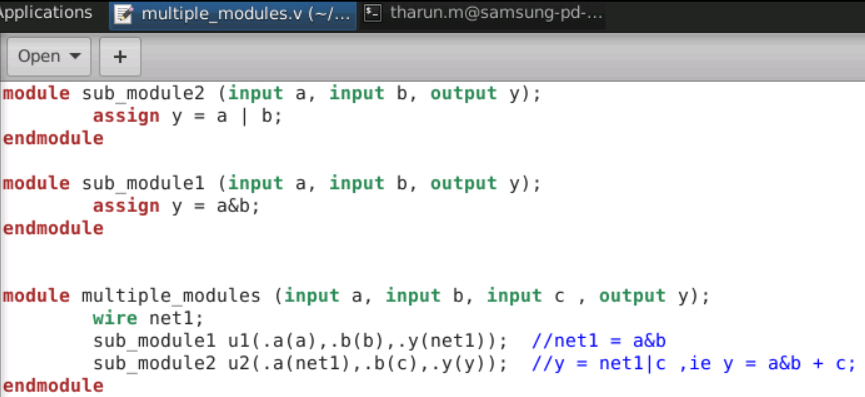 pplications multiple_modules.v (~/... tharun.m@samsung-pd-...
Open +
module sub_module2 (input a, input b, output y);
        assign y = a | b;
endmodule
module sub_module1 (input a, input b, output y);
        assign y = a&b;
endmodule
module multiple_modules (input a, input b, input c , output y);
        wire net1;
        sub_module1 u1(.a(a),.b(b),.y(net1));  //net1 = a&b
        sub_module2 u2(.a(net1),.b(c),.y(y));  //y = net1|c ,ie y = a&b + c;
endmodule